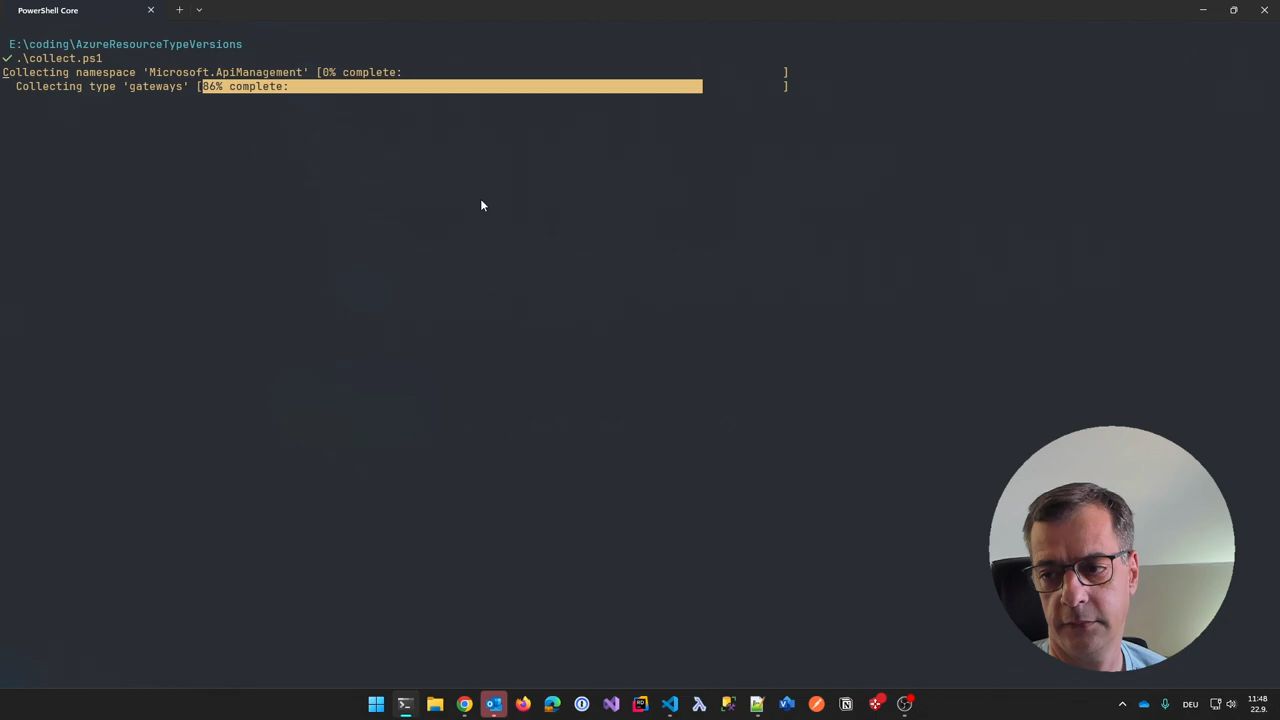 PowerShell Core
E:\coding\AzureResourceTypeVersions
.\collect.ps1
Collecting namespace 'Microsoft.ApiManagement' [0% complete: ]
Collecting type 'gateways' [86% complete: ]
DEU
11:48
22.9.